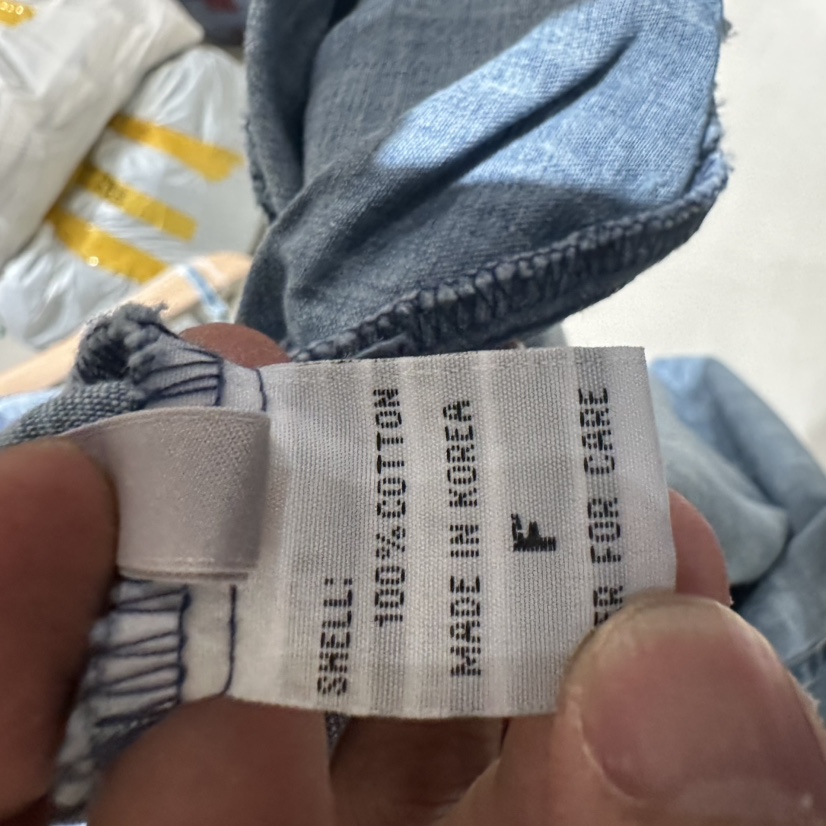 SHELL:
100%COTTON
MADE IN KOREA
F
FOR CARE